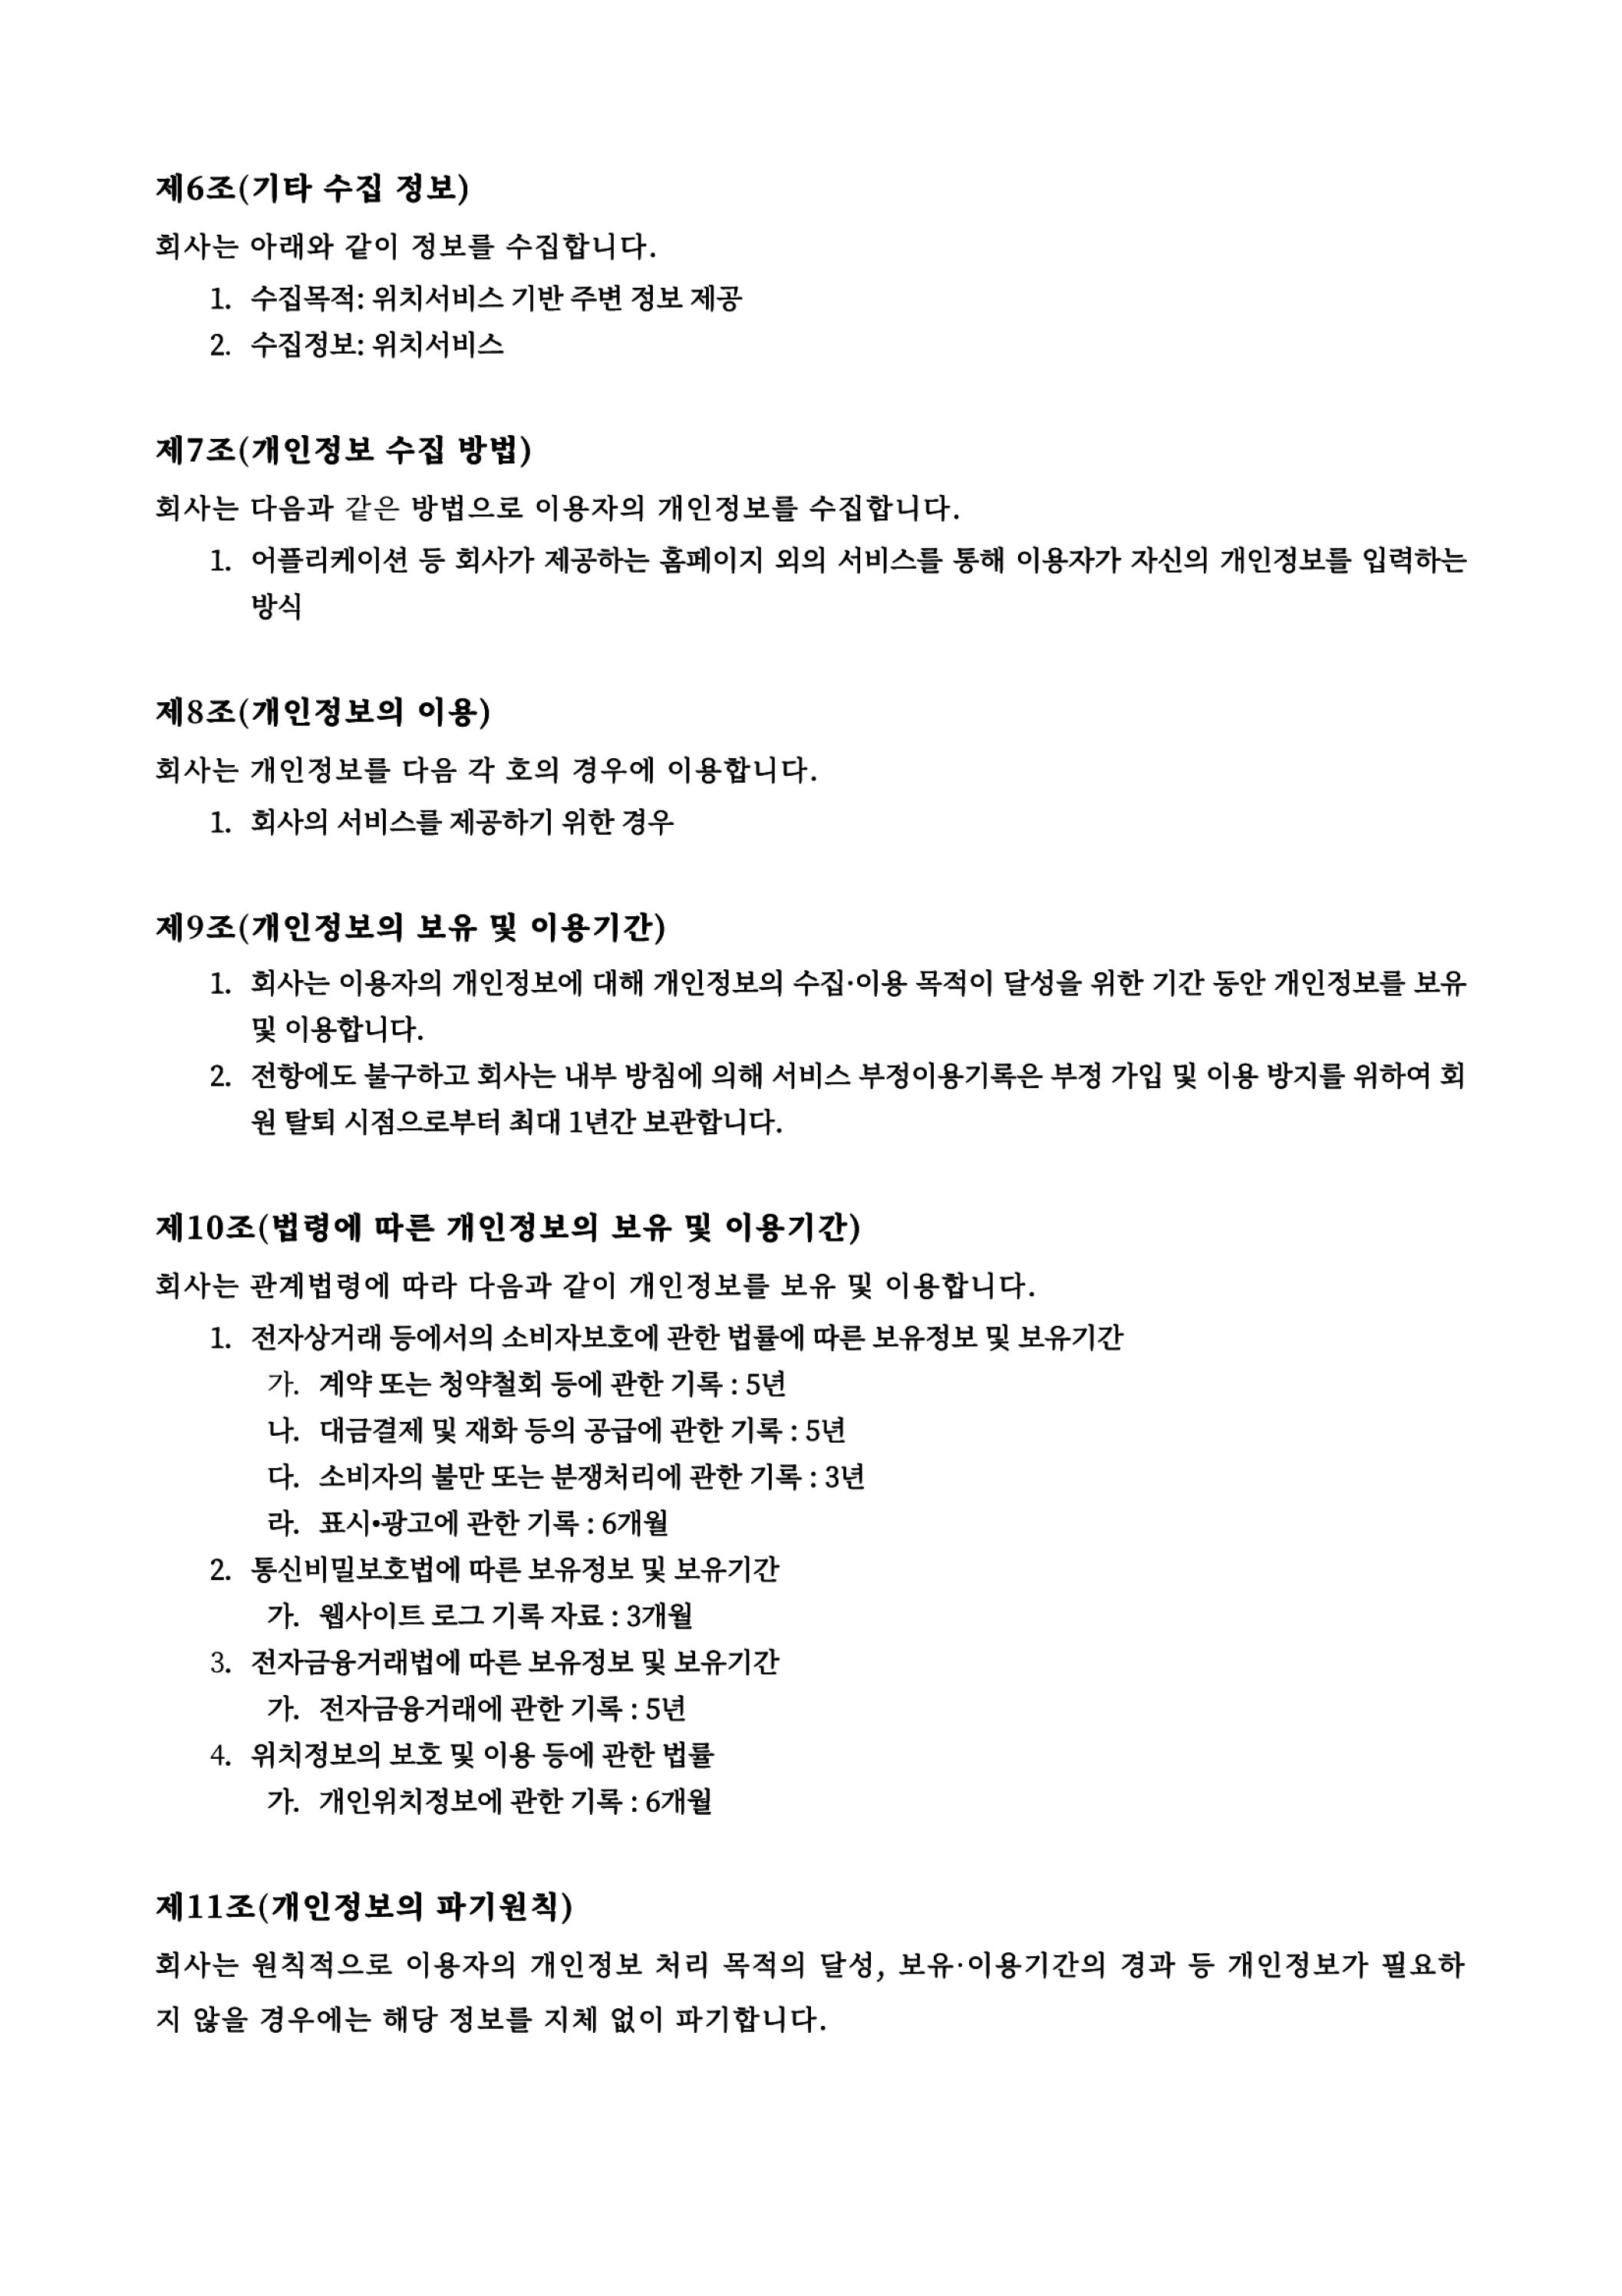 제6조(기타 수집 정보)
회사는 아래와 같이 정보를 수집합니다.
1. 수집목적: 위치서비스 기반 주변 정보 제공
2. 수집정보: 위치서비스
제7조(개인정보 수집 방법)
회사는 다음과 같은 방법으로 이용자의 개인정보를 수집합니다.
1. 어플리케이션 등 회사가 제공하는 홈페이지 외의 서비스를 통해 이용자가 자신의 개인정보를 입력하는
방식
제8조(개인정보의 이용)
회사는 개인정보를 다음 각 호의 경우에 이용합니다.
1. 회사의 서비스를 제공하기 위한 경우
제9조(개인정보의 보유 및 이용기간)
1. 회사는 이용자의 개인정보에 대해 개인정보의 수집·이용 목적이 달성을 위한 기간 동안 개인정보를 보유
및 이용합니다.
2. 전항에도 불구하고 회사는 내부 방침에 의해 서비스 부정이용기록은 부정 가입 및 이용 방지를 위하여 회
원 탈퇴 시점으로부터 최대 1년간 보관합니다.
제10조(법령에 따른 개인정보의 보유 및 이용기간)
회사는 관계법령에 따라 다음과 같이 개인정보를 보유 및 이용합니다.
1. 전자상거래 등에서의 소비자보호에 관한 법률에 따른 보유정보 및 보유기간
가. 계약 또는 청약철회 등에 관한 기록 : 5년
나. 대금결제 및 재화 등의 공급에 관한 기록 : 5년
다. 소비자의 불만 또는 분쟁처리에 관한 기록 : 3년
라. 표시•광고에 관한 기록 : 6개월
2. 통신비밀보호법에 따른 보유정보 및 보유기간
가. 웹사이트 로그 기록 자료 : 3개월
3. 전자금융거래법에 따른 보유정보 및 보유기간
가. 전자금융거래에 관한 기록 : 5년
4. 위치정보의 보호 및 이용 등에 관한 법률
가. 개인위치정보에 관한 기록 : 6개월
제11조(개인정보의 파기원칙)
회사는 원칙적으로 이용자의 개인정보 처리 목적의 달성, 보유·이용기간의 경과 등 개인정보가 필요하
지 않을 경우에는 해당 정보를 지체 없이 파기합니다.